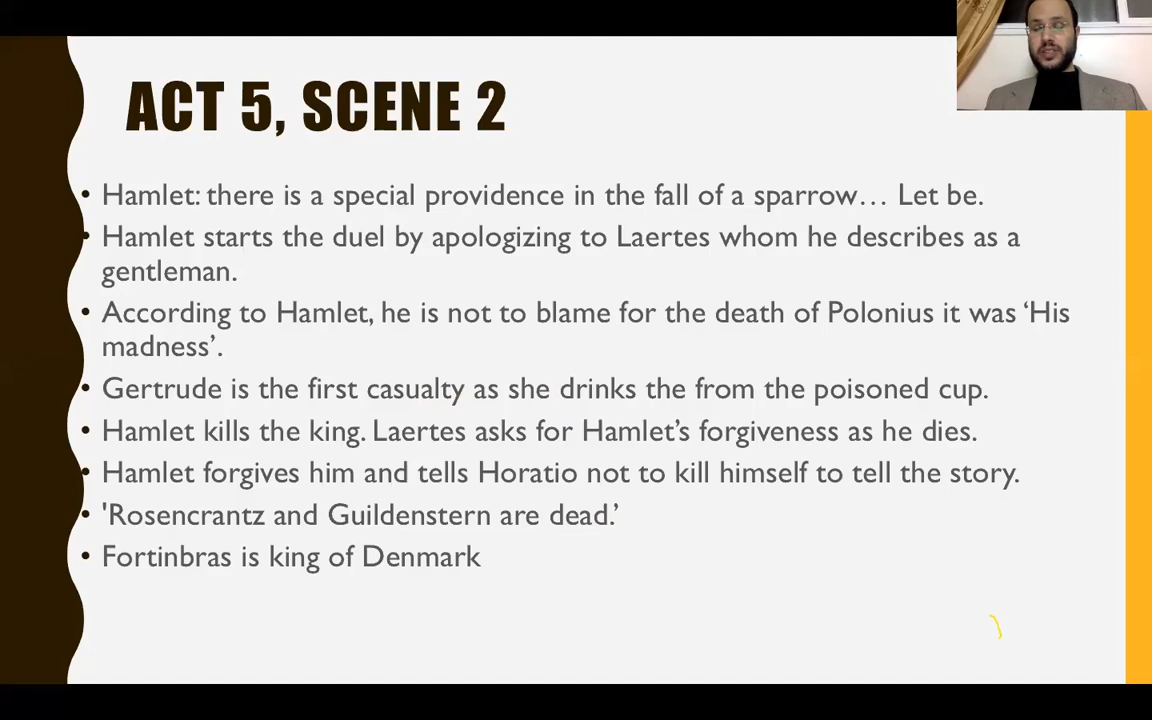 ACT 5, SCENE 2
• Hamlet: there is a special providence in the fall of a sparrow… Let be.
• Hamlet starts the duel by apologizing to Laertes whom he describes as a
gentleman.
• According to Hamlet, he is not to blame for the death of Polonius it was ‘His
madness’.
• Gertrude is the first casualty as she drinks the from the poisoned cup.
• Hamlet kills the king. Laertes asks for Hamlet’s forgiveness as he dies.
• Hamlet forgives him and tells Horatio not to kill himself to tell the story.
• 'Rosencrantz and Guildenstern are dead.’
• Fortinbras is king of Denmark